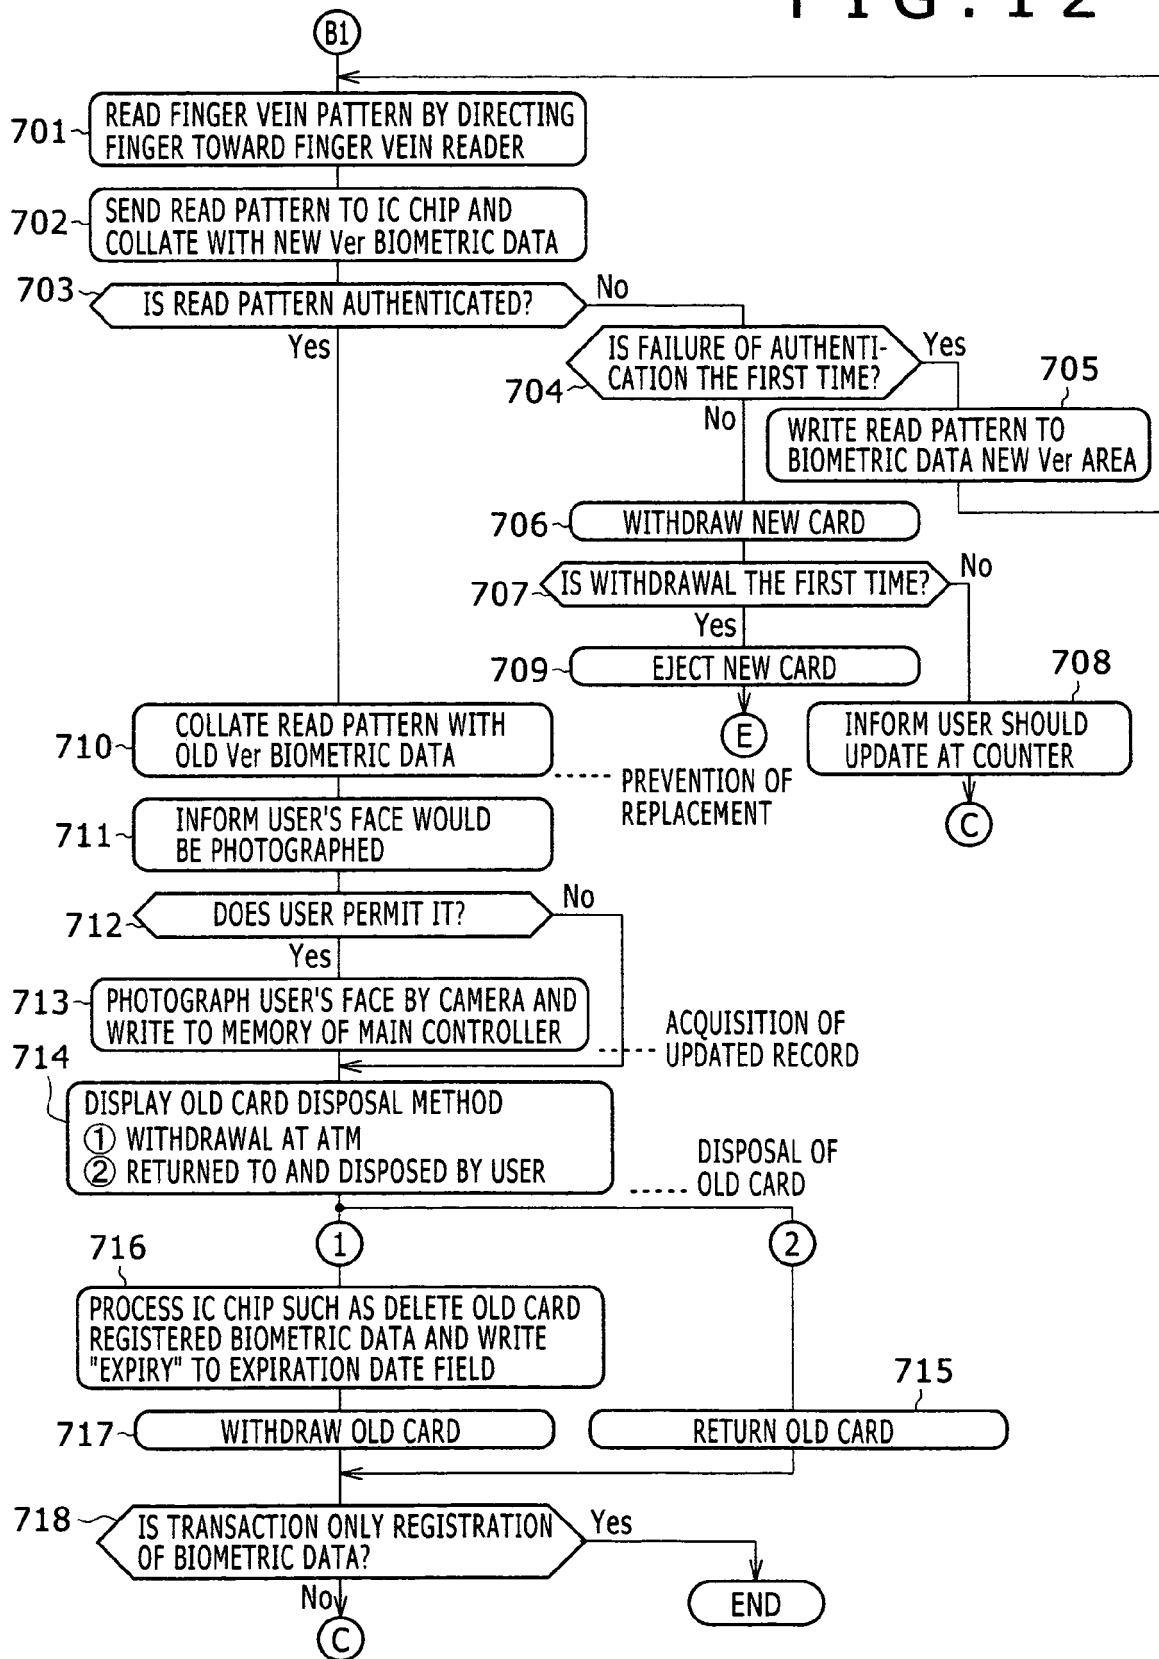 FIG.12
B1
701
READ FINGER VEIN PATTERN BY DIRECTING
FINGER TOWARD FINGER VEIN READER
702
SEND READ PATTERN TO IC CHIP AND
COLLATE WITH NEW Ver BIOMETRIC DATA
703
IS READ PATTERN AUTHENTICATED?
No
Yes
704
IS FAILURE OF AUTHENTI-
CATION THE FIRST TIME?
Yes
No
705
WRITE READ PATTERN TO
BIOMETRIC DATA NEW Ver AREA
706
WITHDRAW NEW CARD
707
IS WITHDRAWAL THE FIRST TIME?
No
Yes
709
EJECT NEW CARD
E
708
INFORM USER SHOULD
UPDATE AT COUNTER
C
710
COLLATE READ PATTERN WITH
OLD Ver BIOMETRIC DATA
PREVENTION OF
REPLACEMENT
711
INFORM USER'S FACE WOULD
BE PHOTOGRAPHED
712
DOES USER PERMIT IT?
No
Yes
713
PHOTOGRAPH USER'S FACE BY CAMERA AND
WRITE TO MEMORY OF MAIN CONTROLLER
ACQUISITION OF
UPDATED RECORD
714
DISPLAY OLD CARD DISPOSAL METHOD
① WITHDRAWAL AT ATM
② RETURNED TO AND DISPOSED BY USER
DISPOSAL OF
OLD CARD
1
2
716
PROCESS IC CHIP SUCH AS DELETE OLD CARD
REGISTERED BIOMETRIC DATA AND WRITE
"EXPIRY" TO EXPIRATION DATE FIELD
715
717
WITHDRAW OLD CARD
RETURN OLD CARD
718
IS TRANSACTION ONLY REGISTRATION
OF BIOMETRIC DATA?
Yes
No
END
C